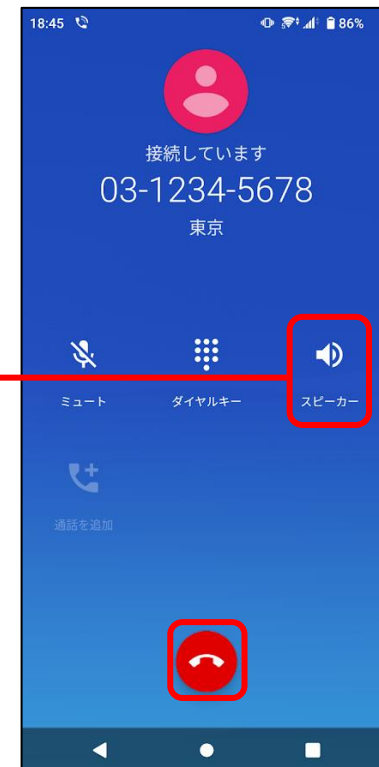 18:45 86%
接続しています
03-1234-5678
東京
ミュート ダイヤルキー スピーカー
通話を追加